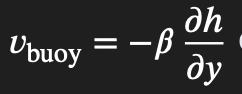 v_buoy = −β ∂h/∂y